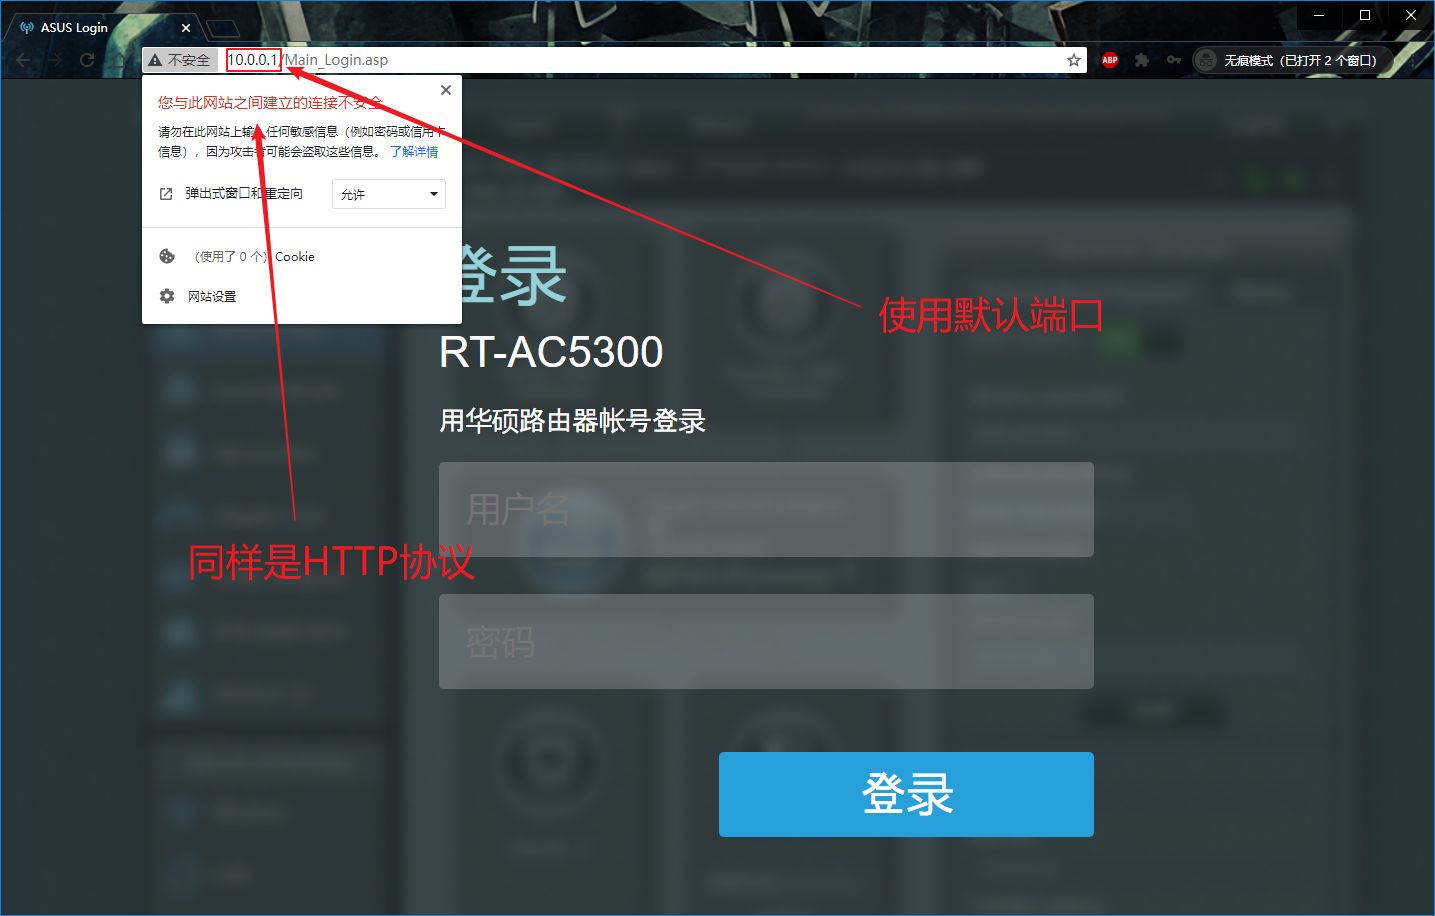 ASUS Login
不安全
10.0.0.1/Main_Login.asp
ABP
无痕模式（已打开 2 个窗口）
您与此网站之间建立的连接不安全
请勿在此网站上输 任何敏感信息（例如密码或信用卡
信息），因为攻击者可能会盗取这些信息。 了解详情
弹出式窗口和重定向
允许
（使用了 0 个） Cookie
网站设置
登录
使用默认端口
RT-AC5300
用华硕路由器帐号登录
用户名
同样是HTTP协议
密码
登录